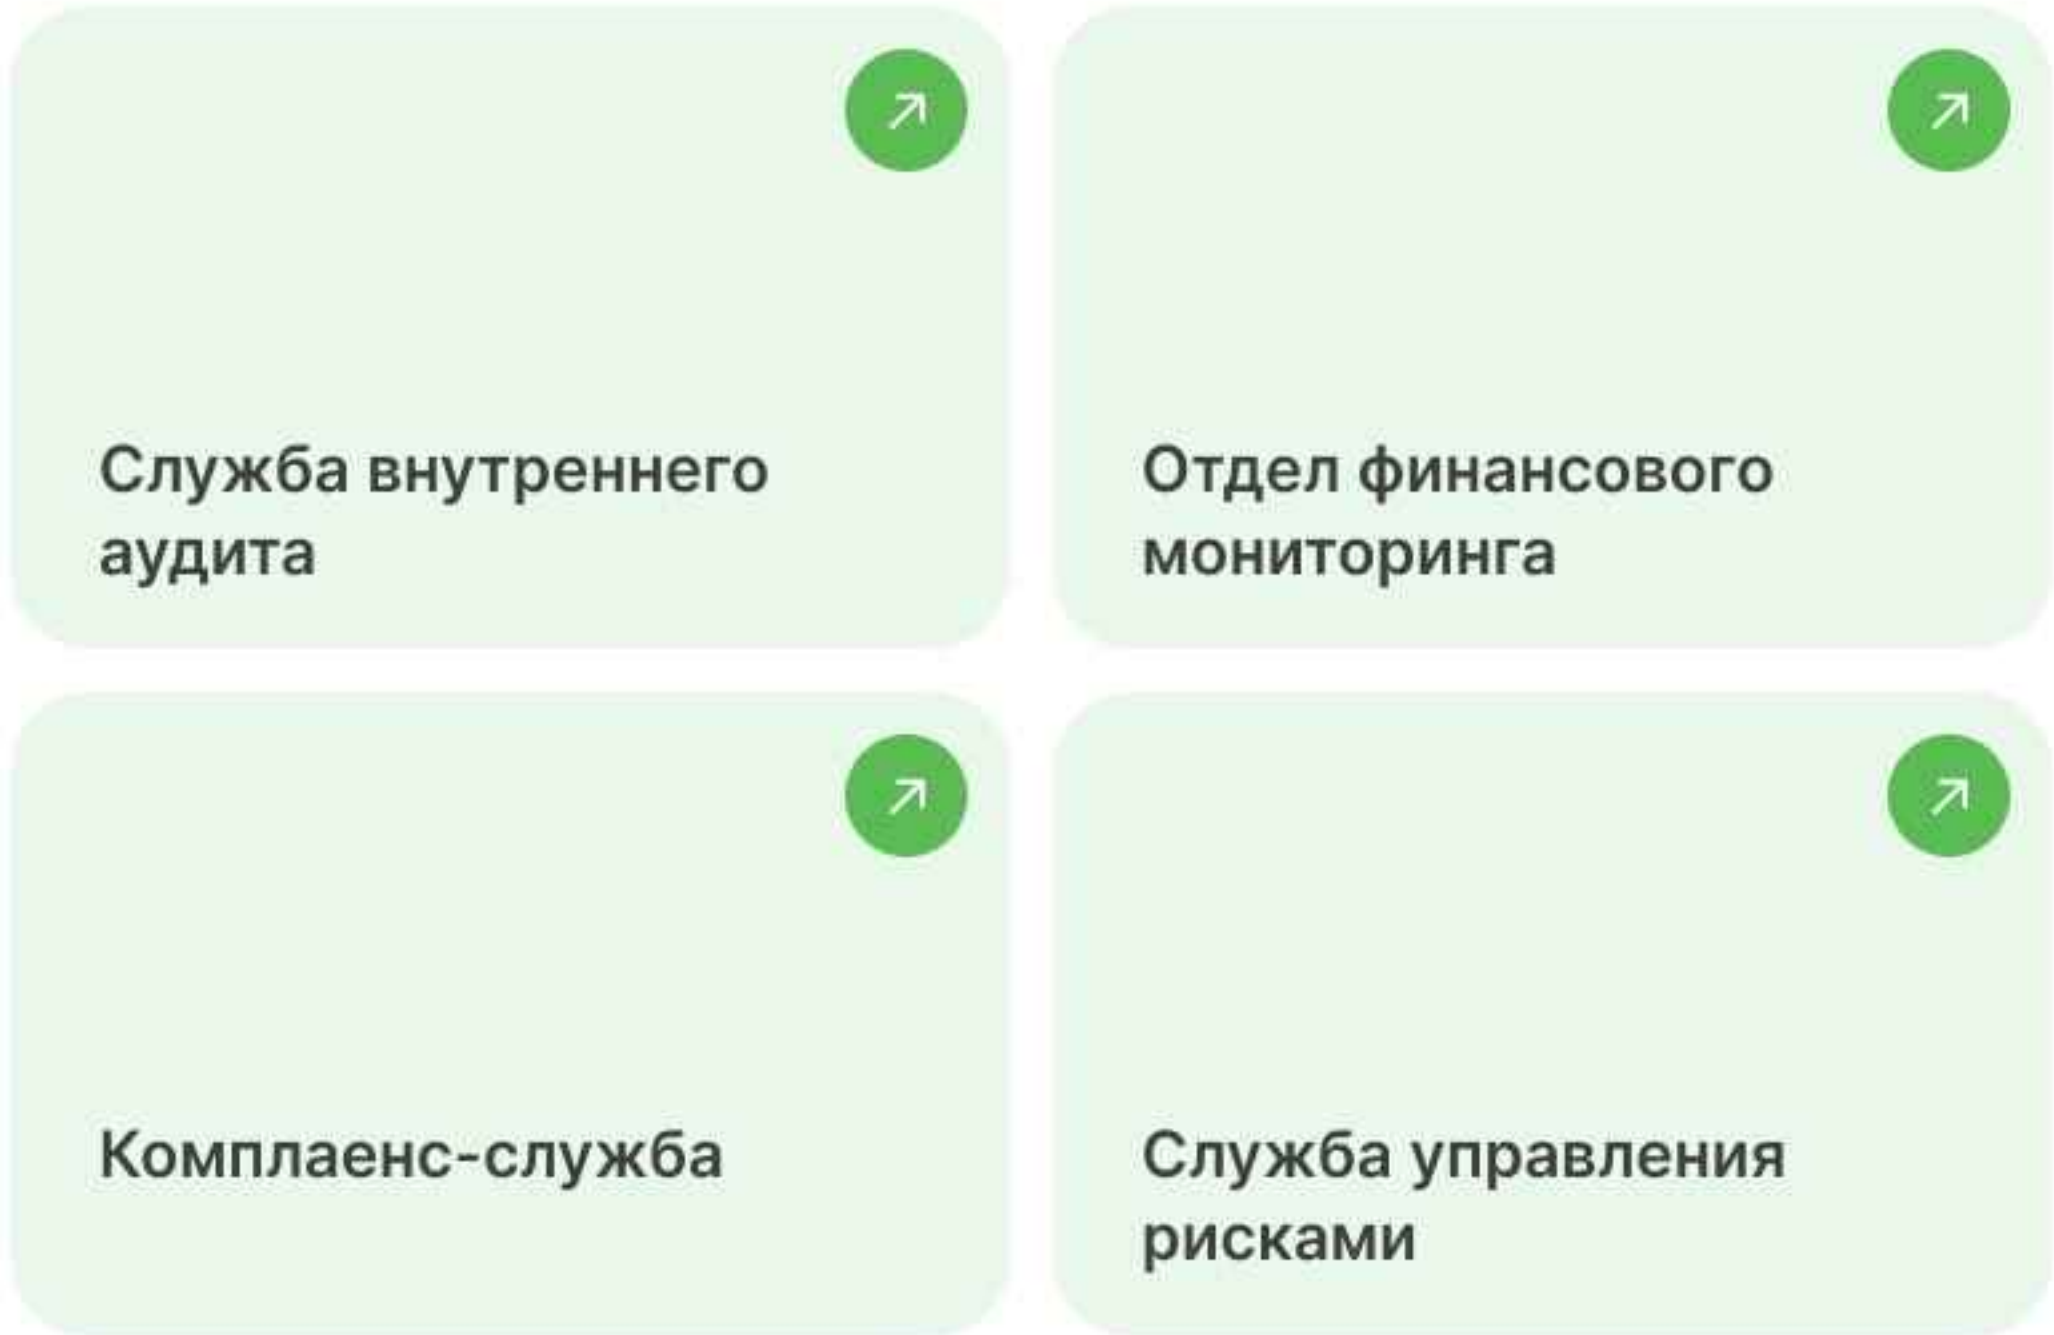 Служба внутреннего
аудита
Отдел финансового
мониторинга
Комплаенс-служба
Служба управления
рисками